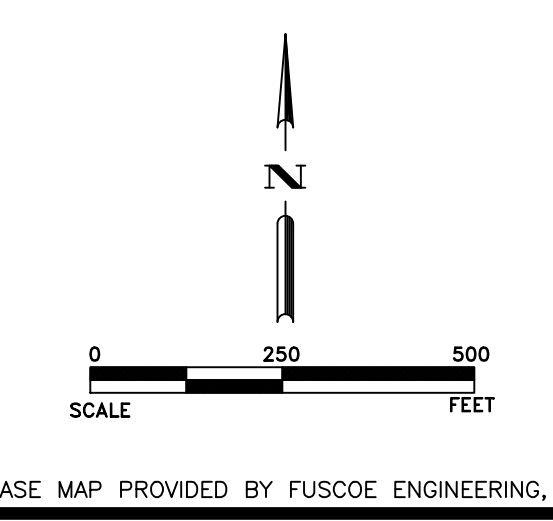 N
0 250 500
SCALE FEET
ASE MAP PROVIDED BY FUSCOE ENGINEERING,